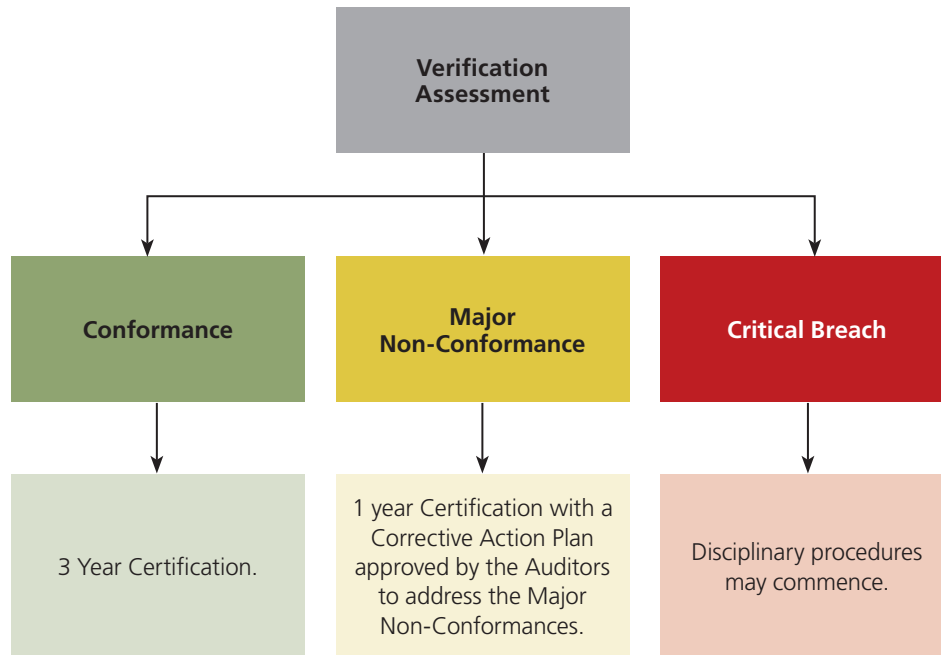 Verification
Assessment
Conformance
Major
Non-Conformance
Critical Breach
3 Year Certification.
1 year Certification with a
Corrective Action Plan
approved by the Auditors
to address the Major
Non-Conformances.
Disciplinary procedures
may commence.